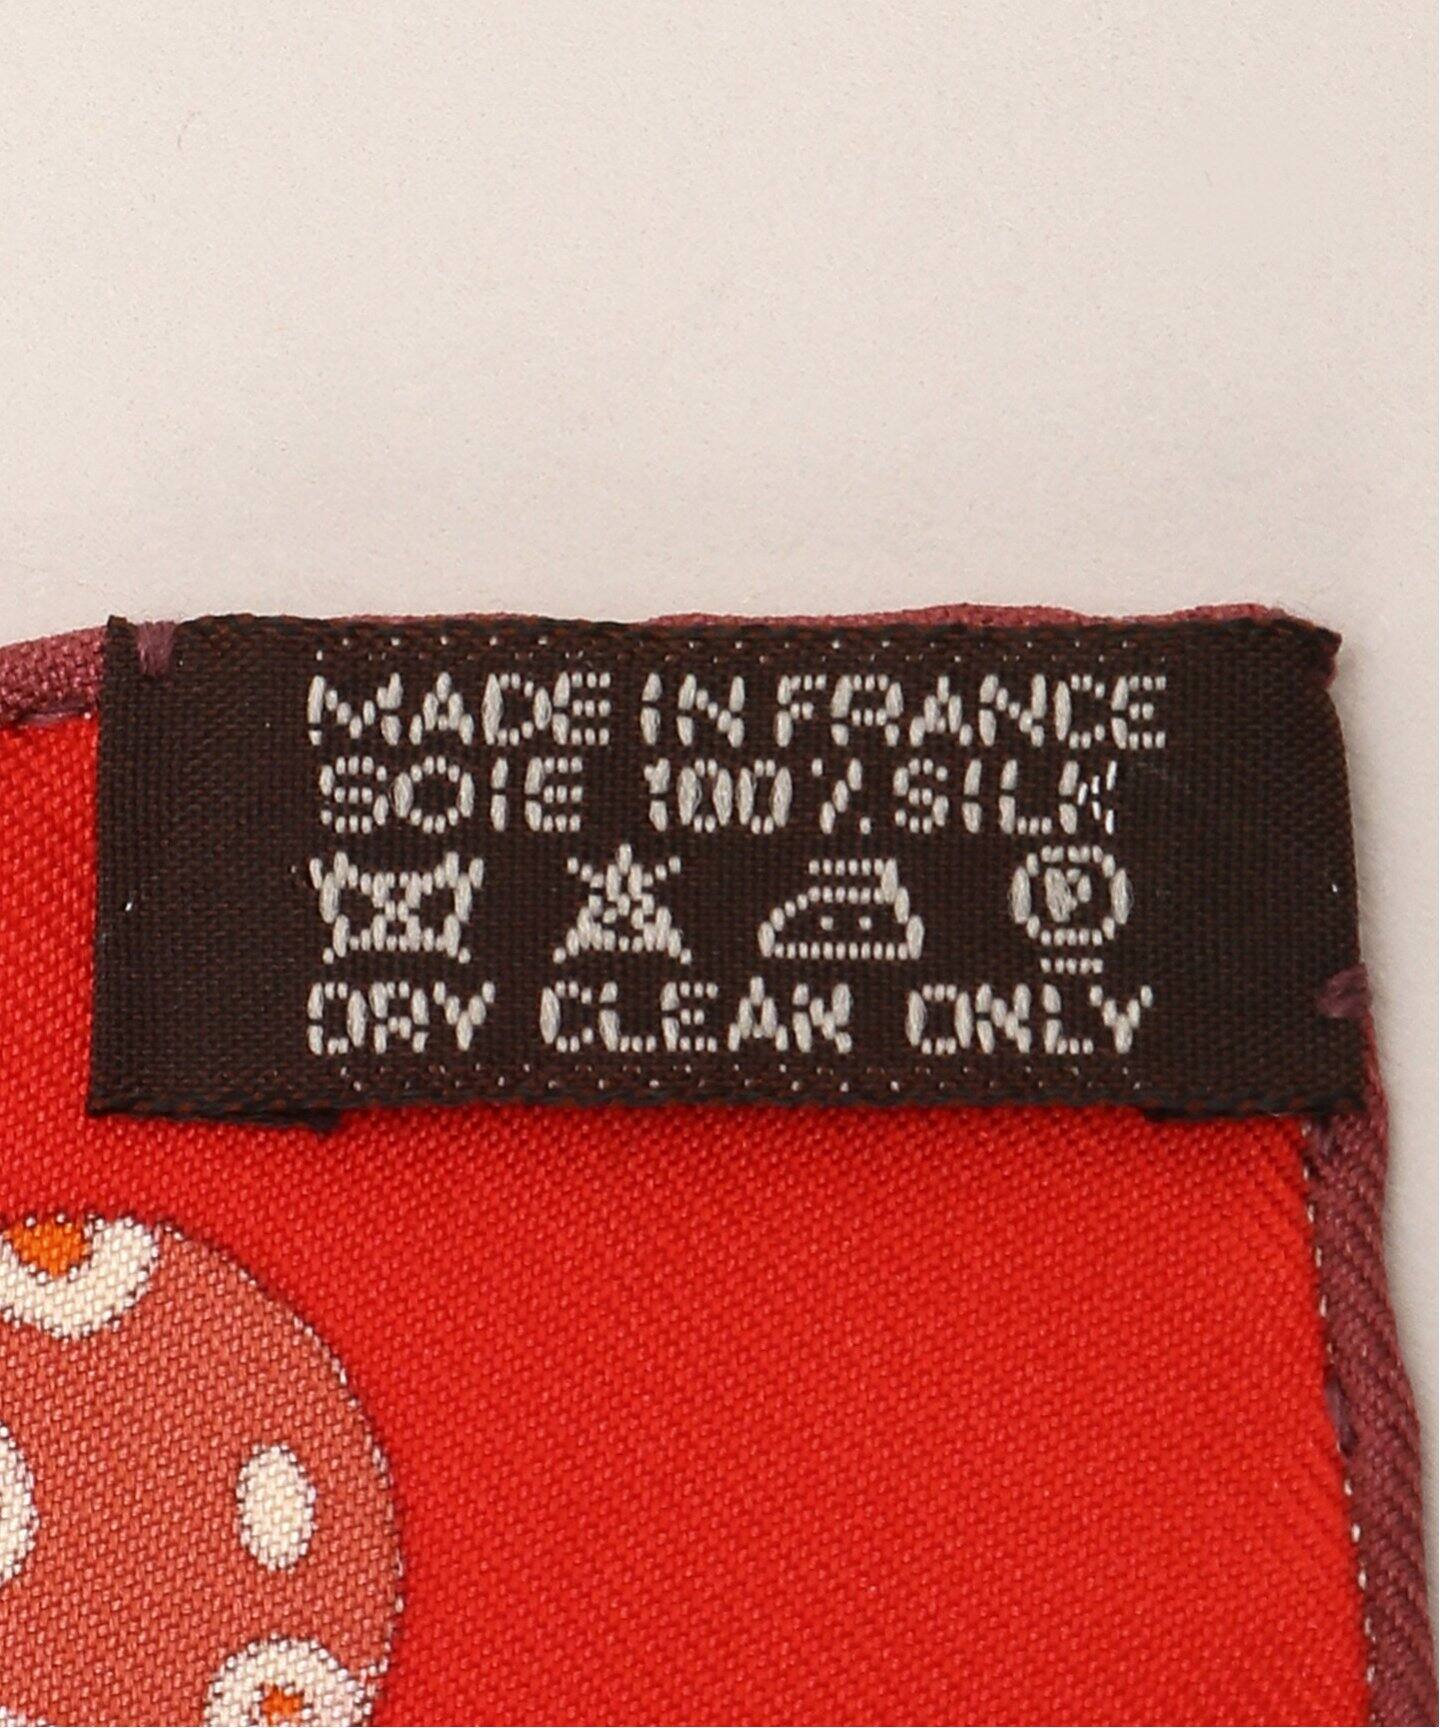 MADE IN FRANCE
SOIE 100% SILK
P
DRY CLEAN ONLY